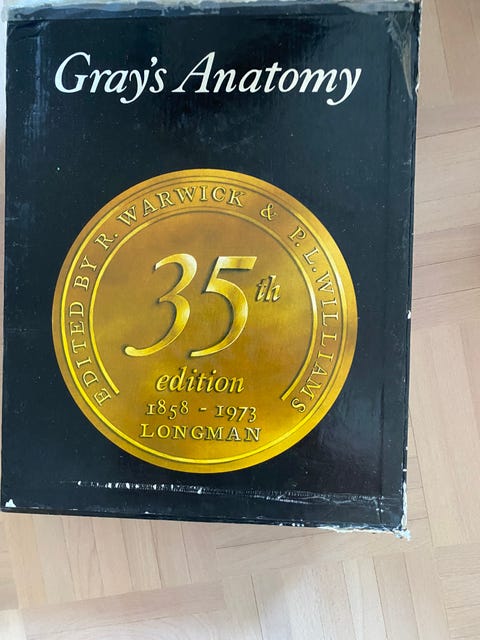 Gray's Anatomy
EDITED BY R. WARWICK & P. L. WILLIAMS
35th
edition
1858 - 1973
LONGMAN